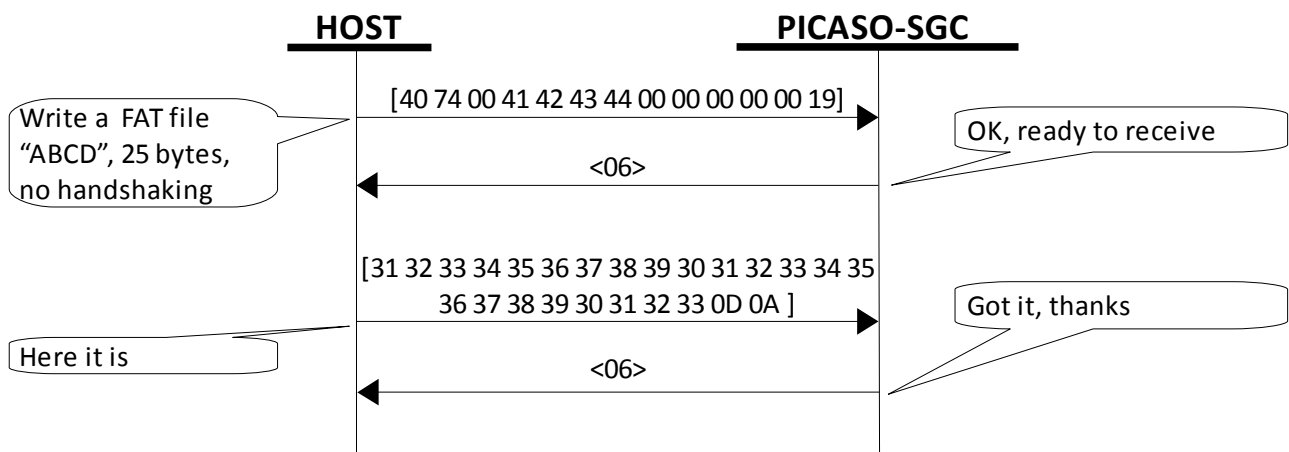 HOST
PICASO-SGC
[40 74 00 41 42 43 44 00 00 00 00 00 19]
Write a FAT file
“ABCD”, 25 bytes,
no handshaking
OK, ready to receive
<06>
[31 32 33 34 35 36 37 38 39 30 31 32 33 34 35
36 37 38 39 30 31 32 33 0D 0A ]
Got it, thanks
Here it is
<06>